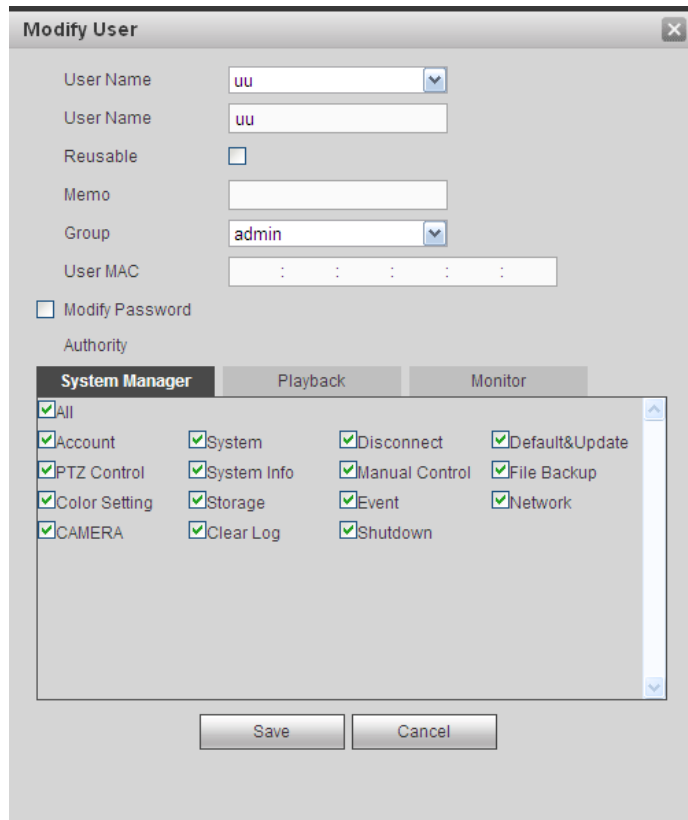 Modify User
User Name uu
User Name uu
Reusable
Memo
Group admin
User MAC : : : : :
Modify Password
Authority
System Manager Playback Monitor
All
Account System Disconnect Default&Update
PTZ Control System Info Manual Control File Backup
Color Setting Storage Event Network
CAMERA Clear Log Shutdown
Save Cancel